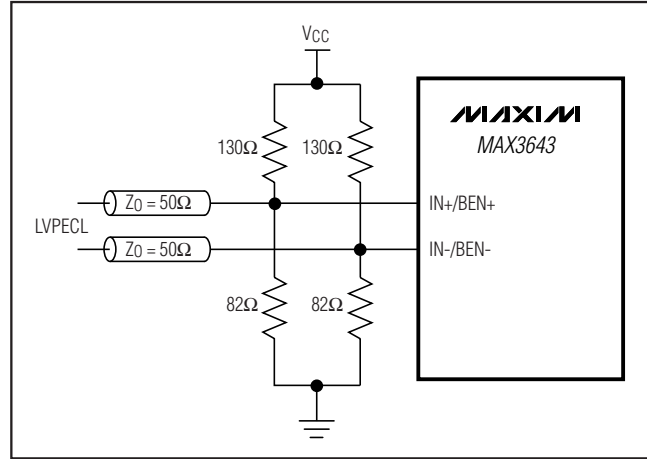 VCC
MAXIM
MAX3643
130Ω 130Ω
Z0 = 50Ω
IN+/BEN+
LVPECL
Z0 = 50Ω
IN-/BEN-
82Ω 82Ω